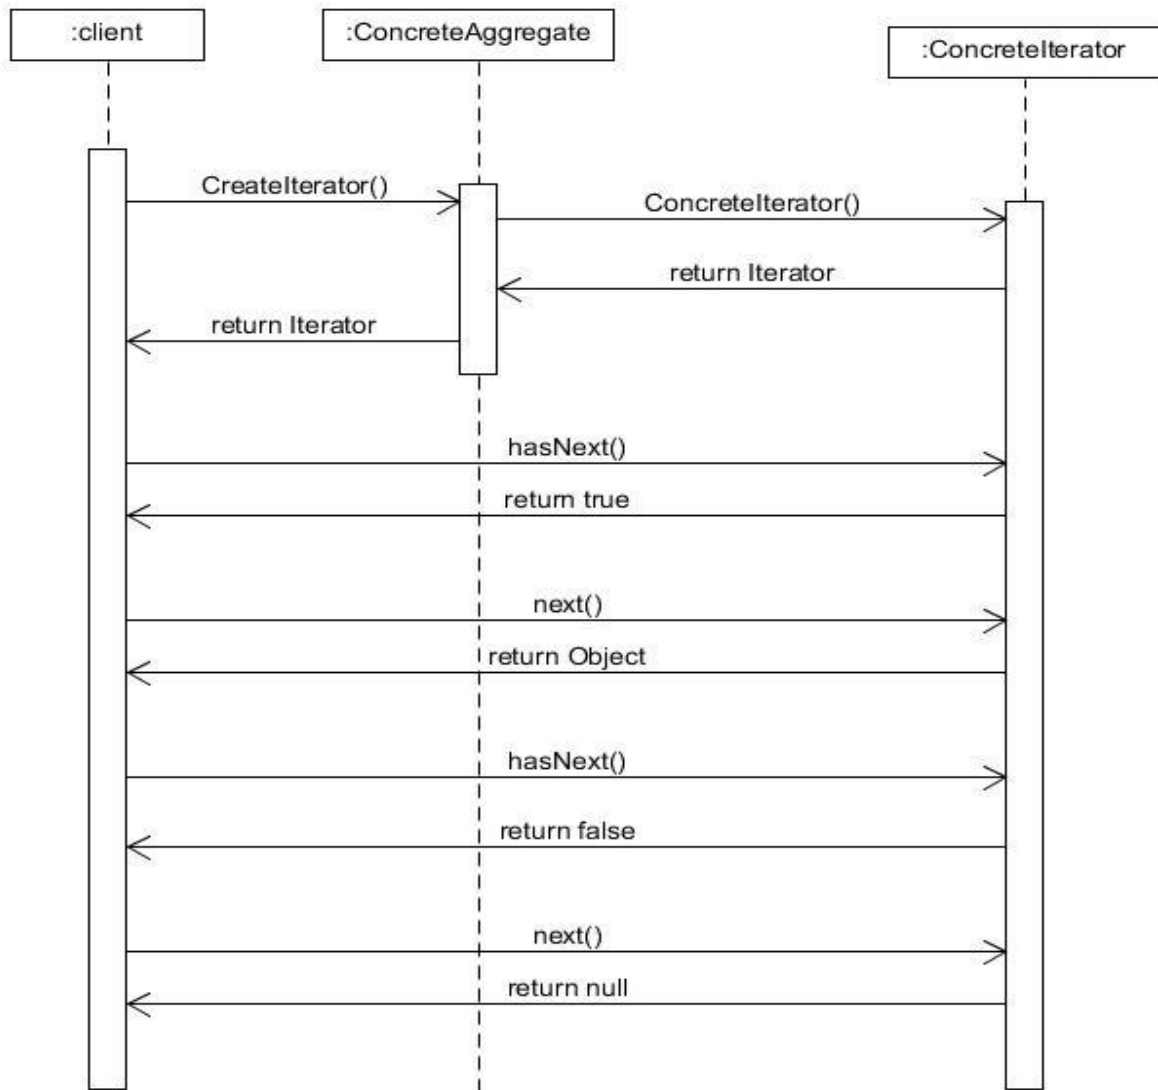 :client
:ConcreteAggregate
:ConcreteIterator
CreateIterator()
ConcreteIterator()
return Iterator
return Iterator
hasNext()
return true
next()
return Object
hasNext()
return false
next()
return null